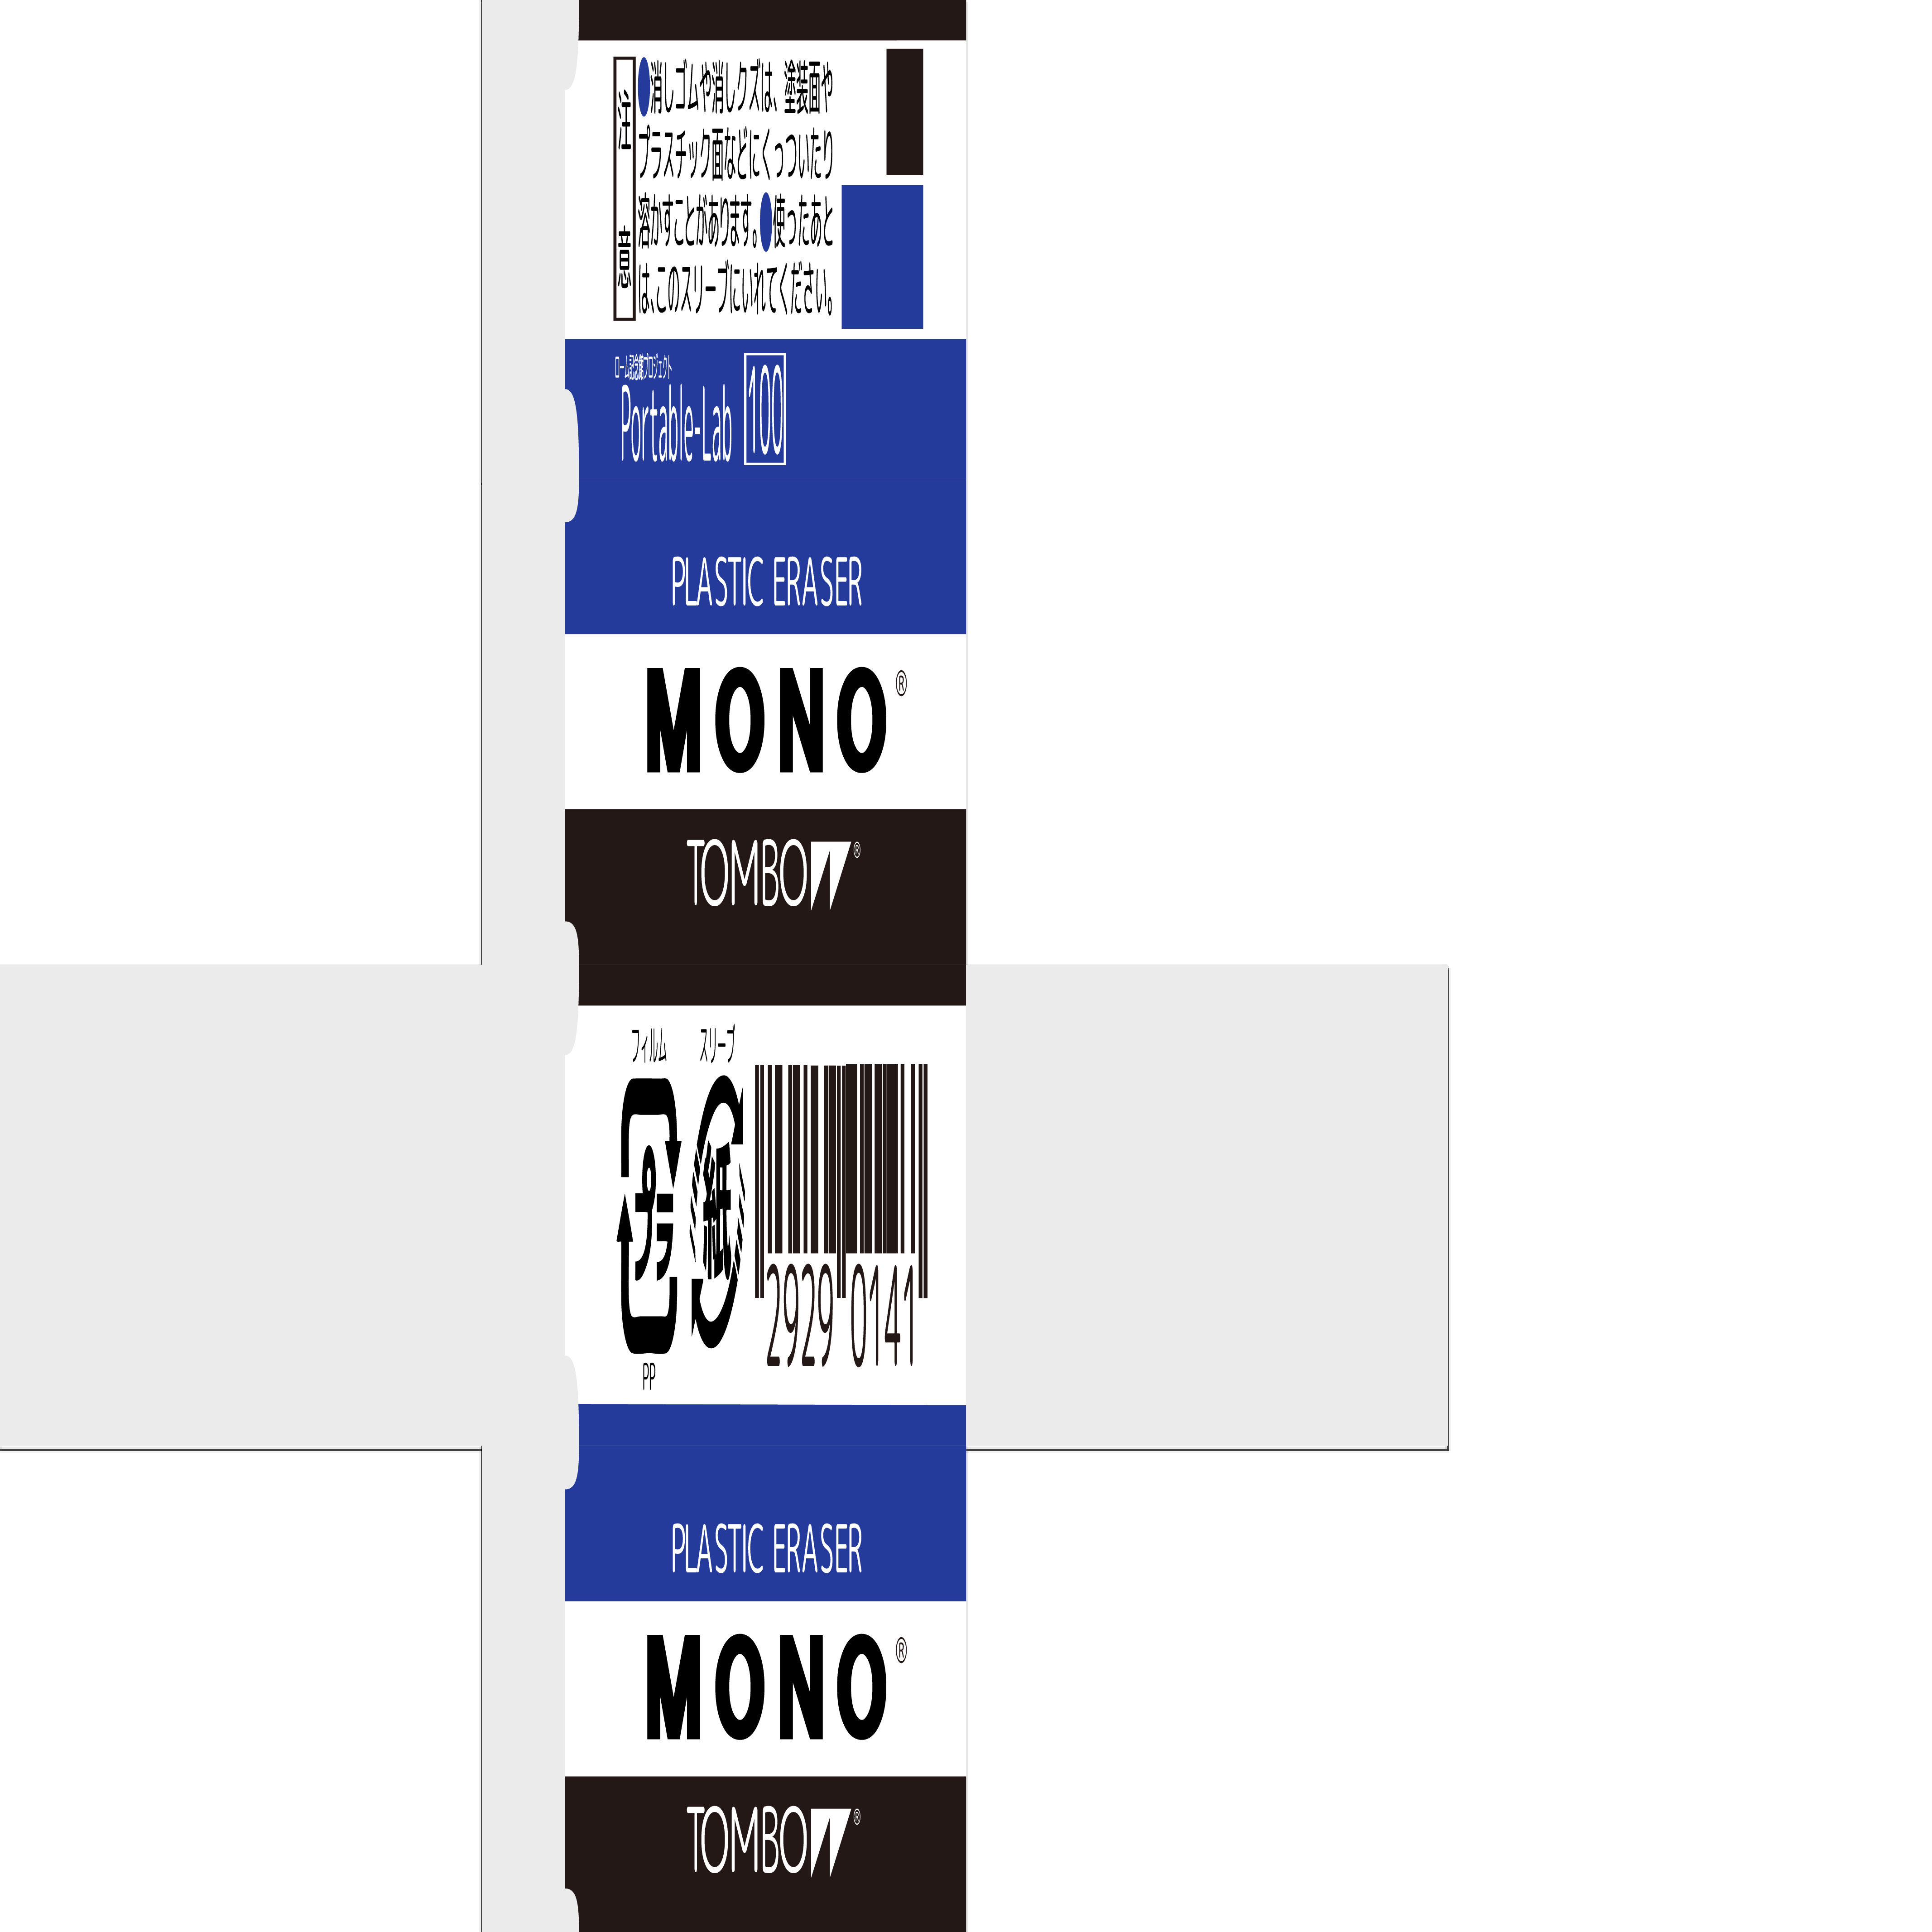 注意
●消しゴムや消しクズは、塗装面や
プラスチック面などにくっついたり
溶かすことがあります。●使ったあと
は、このスリーブにいれてください。
ローム記念館プロジェクト
Portable-Lab 100
PLASTIC ERASER
MONO®
TOMBO®
フィルム スリーブ
プラ 紙
2929 0141
PP
PLASTIC ERASER
MONO®
TOMBO®